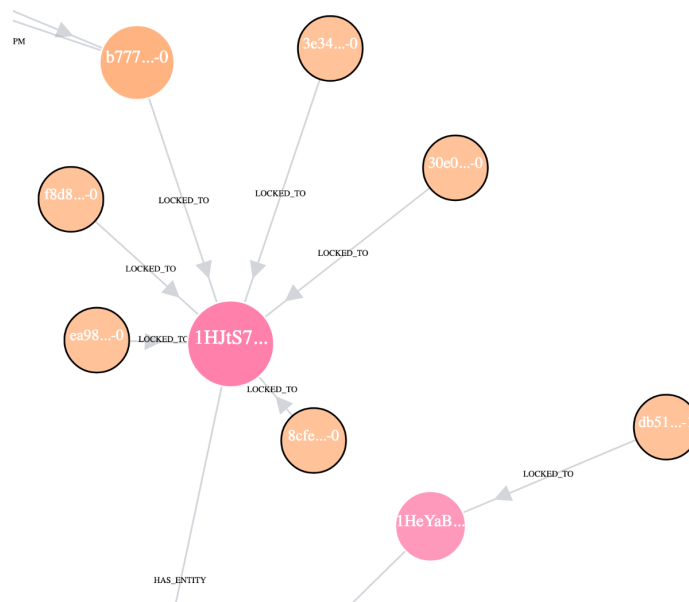 PM
b777...-0
3e34...-0
30e0...-0
f8d8...-0
LOCKED_TO
LOCKED_TO
LOCKED_TO
LOCKED_TO
ea98...-0
LOCKED_TO
1HJtS7...
LOCKED_TO
8cfe...-0
db51...-
LOCKED_TO
1HeYaB...
HAS_ENTITY